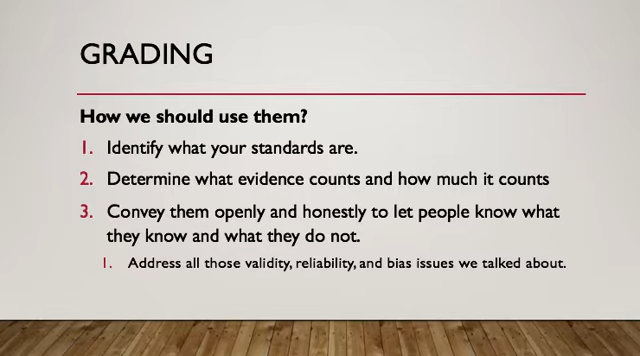 GRADING
How we should use them?
1. Identify what your standards are.
2. Determine what evidence counts and how much it counts
3. Convey them openly and honestly to let people know what
they know and what they do not.
1. Address all those validity, reliability, and bias issues we talked about.